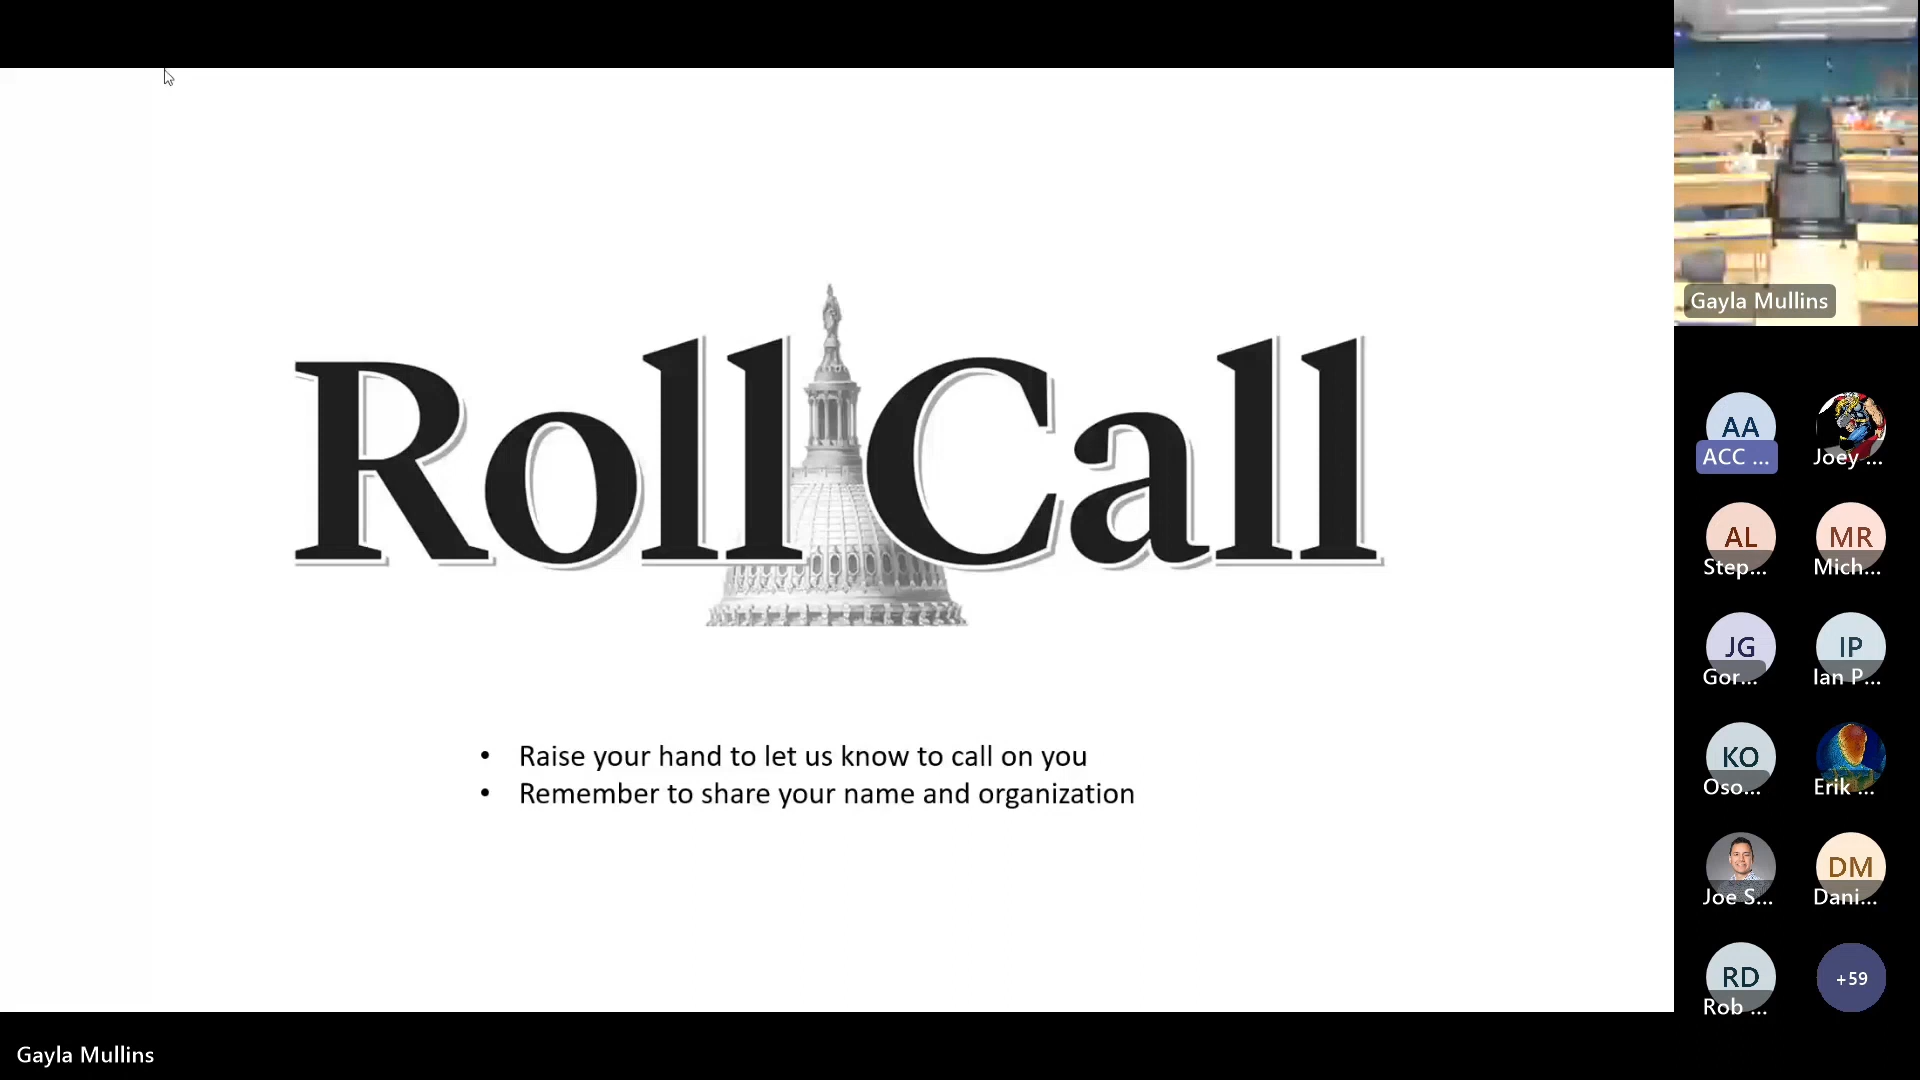 Roll Call
• Raise your hand to let us know to call on you
• Remember to share your name and organization
Gayla Mullins
AA
ACC ...
Joey ...
AL
Step...
MR
Mich...
JG
Gor...
IP
Ian P...
KO
Oso...
Erik ...
Joe S...
DM
Dani...
RD
Rob ...
+59
Gayla Mullins